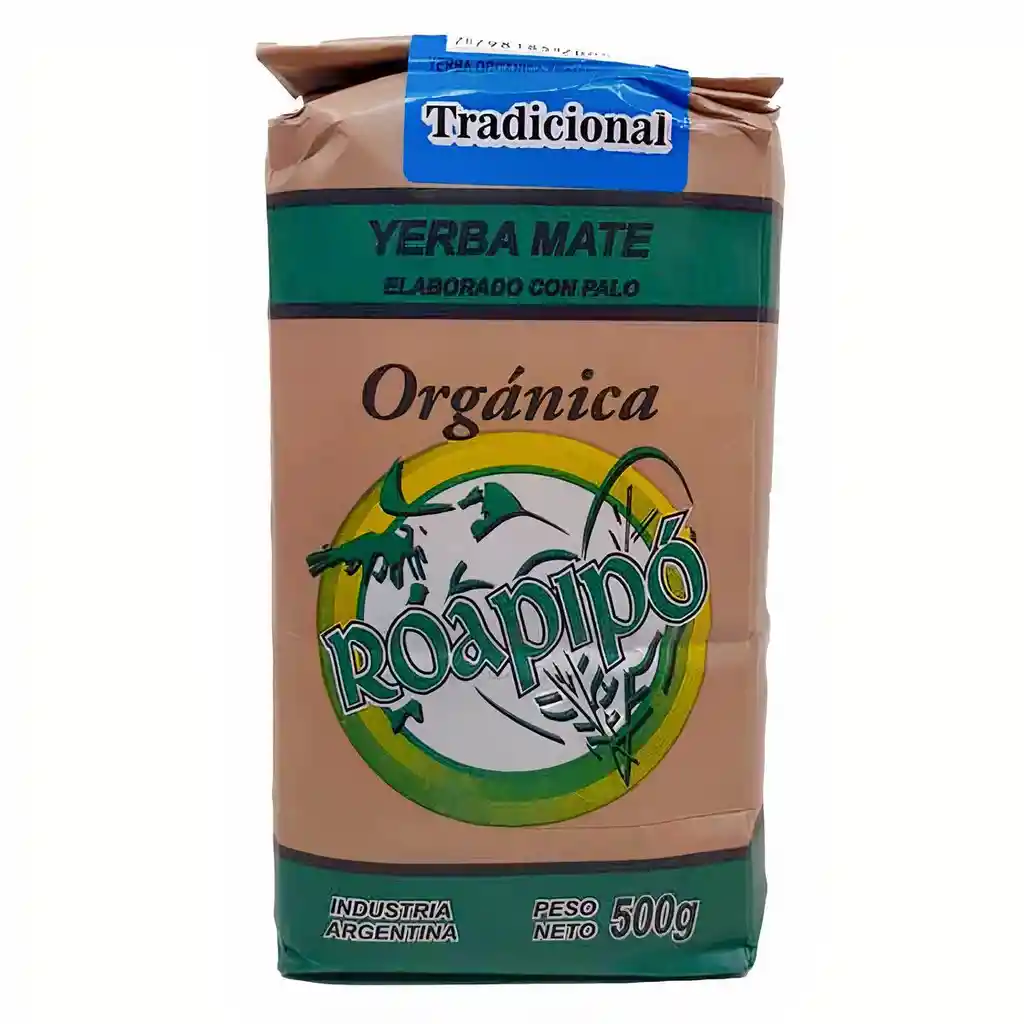 Tradicional
YERBA MATE
ELABORADO CON PALO
Orgánica
ROAPIPÓ
INDUSTRIA
ARGENTINA
PESO
NETO 500g